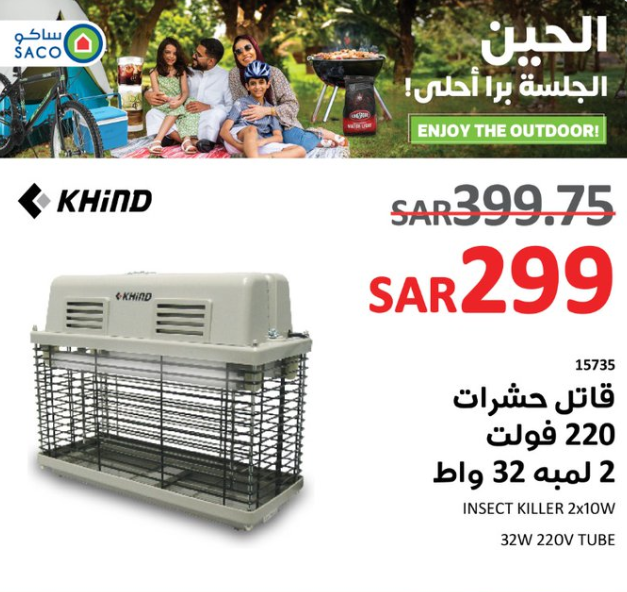 ساكو
SACO
الحين
الجلسة برا أحلى!
ENJOY THE OUTDOOR!
KHIND
SAR399.75
SAR299
KHIND
15735
قاتل حشرات
220 فولت
2 لمبه 32 واط
INSECT KILLER 2x10W
32W 220V TUBE